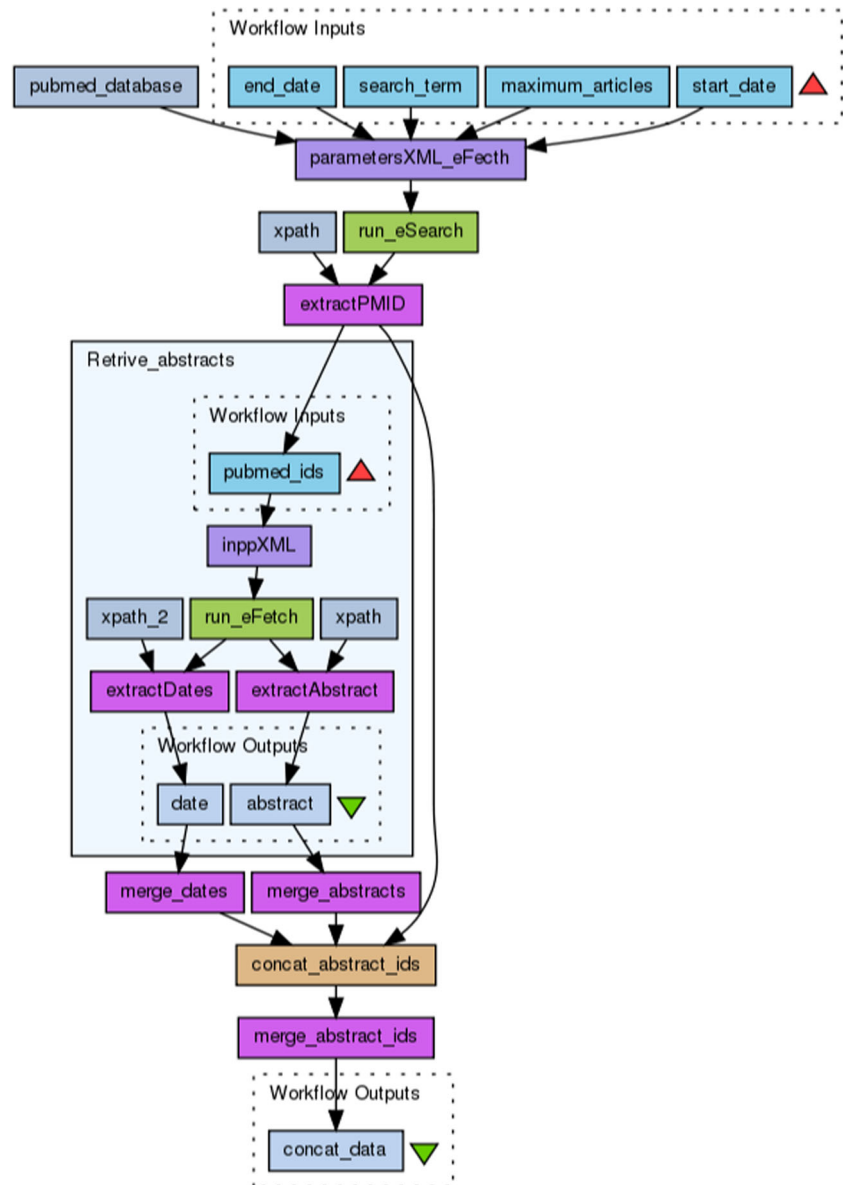 Workflow Inputs
pubmed_database
end_date
search_term
maximum_articles
start_date
parametersXML_eFecth
xpath
run_eSearch
extractPMID
Retrive_abstracts
Workflow Inputs
pubmed_ids
inppXML
xpath_2
run_eFetch
xpath
extractDates
extractAbstract
Workflow Outputs
date
abstract
merge_dates
merge_abstracts
concat_abstract_ids
merge_abstract_ids
Workflow Outputs
concat_data